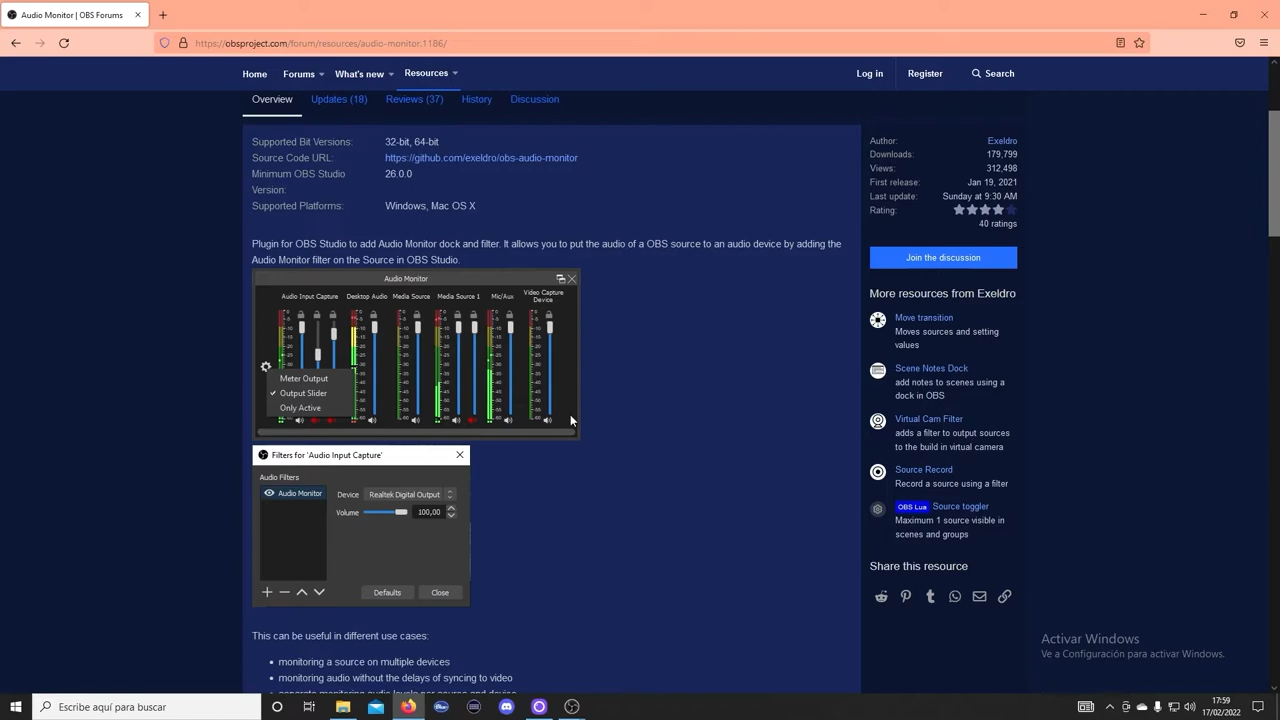 Audio Monitor | OBS Forums
https://obsproject.com/forum/resources/audio-monitor.1186/
Home Forums What's new Resources Log in Register Search
Overview Updates (18) Reviews (37) History Discussion
Supported Bit Versions: 32-bit, 64-bit
Source Code URL: https://github.com/exeldro/obs-audio-monitor
Minimum OBS Studio Version: 26.0.0
Supported Platforms: Windows, Mac OS X
Plugin for OBS Studio to add Audio Monitor dock and filter. It allows you to put the audio of a OBS source to an audio device by adding the
Audio Monitor filter on the Source in OBS Studio.
Audio Monitor
Audio Input Capture Desktop Audio Media Source Media Source 1 Mic/Aux Video Capture Device
Meter Output
Output Slider
Only Active
Filters for 'Audio Input Capture'
Audio Filters
Audio Monitor
Device Realtek Digital Output
Volume 100,00
Defaults Close
This can be useful in different use cases:
monitoring a source on multiple devices
monitoring audio without the delays of syncing to video
separate monitoring audio levels per source and device
Author: Exeldro
Downloads: 179,799
Views: 312,498
First release: Jan 19, 2021
Last update: Sunday at 9:30 AM
Rating:
40 ratings
Join the discussion
More resources from Exeldro
Move transition
Moves sources and setting
values
Scene Notes Dock
add notes to scenes using a
dock in OBS
Virtual Cam Filter
adds a filter to output sources
to the build in virtual camera
Source Record
Record a source using a filter
OBS Lua Source toggler
Maximum 1 source visible in
scenes and groups
Share this resource
Activar Windows
Ve a Configuración para activar Windows.
Escribe aquí para buscar
17:59
17/02/2022